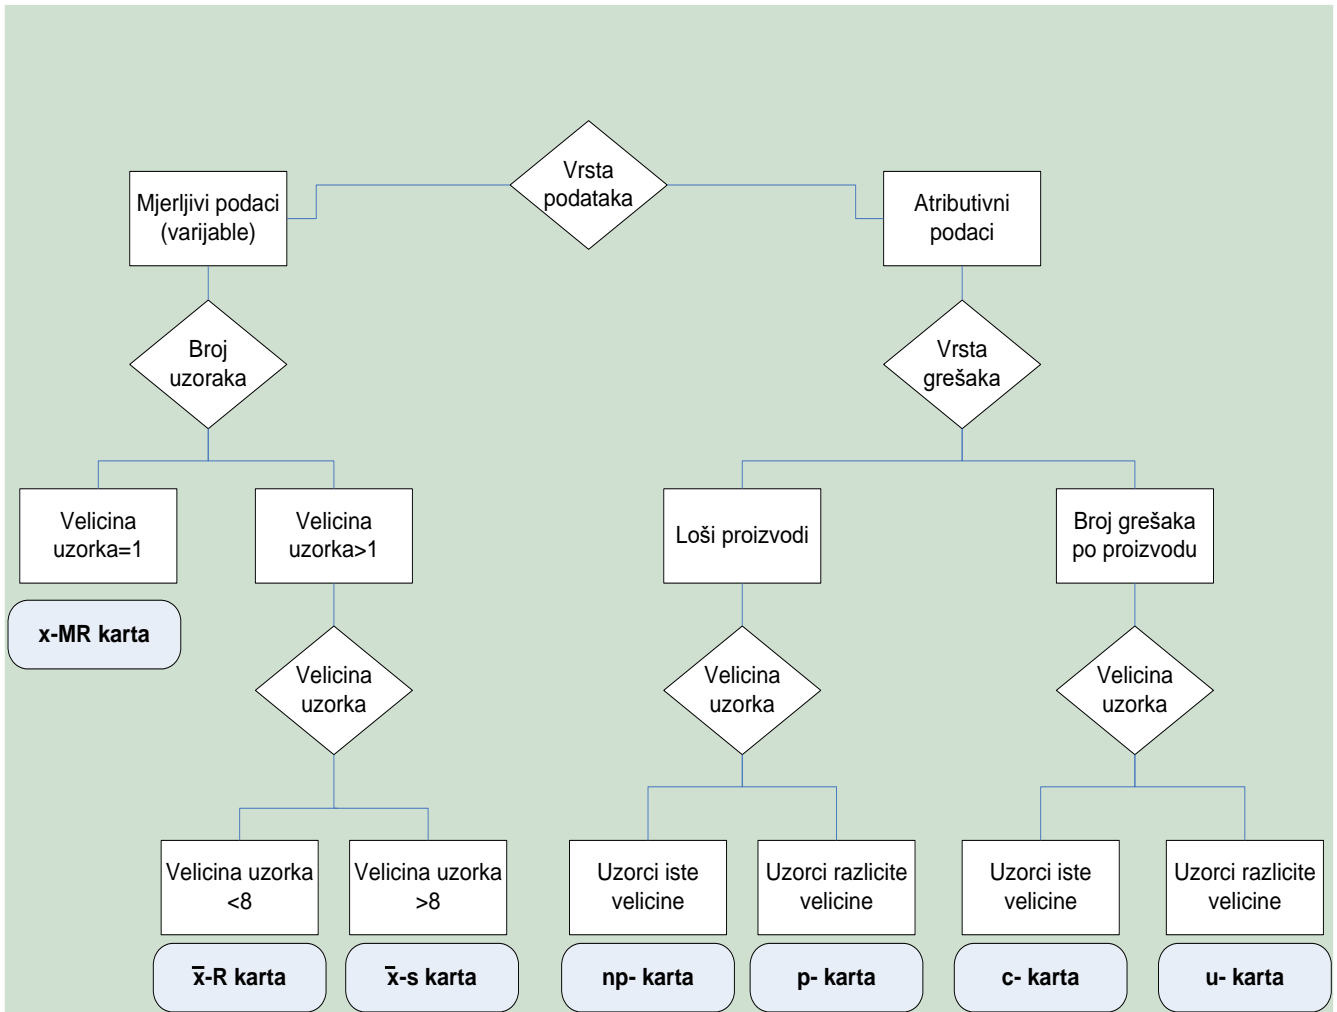 Vrsta
podataka
Mjerljivi podaci
(varijable)
Atributivni
podaci
Broj
uzoraka
Vrsta
grešaka
Velicina
uzorka=1
Velicina
uzorka>1
Loši proizvodi
Broj grešaka
po proizvodu
x-MR karta
Velicina
uzorka
Velicina
uzorka
Velicina
uzorka
Velicina uzorka
<8
Velicina uzorka
>8
Uzorci iste
velicine
Uzorci razlicite
velicine
Uzorci iste
velicine
Uzorci razlicite
velicine
x̅-R karta
x̅-s karta
np- karta
p- karta
c- karta
u- karta